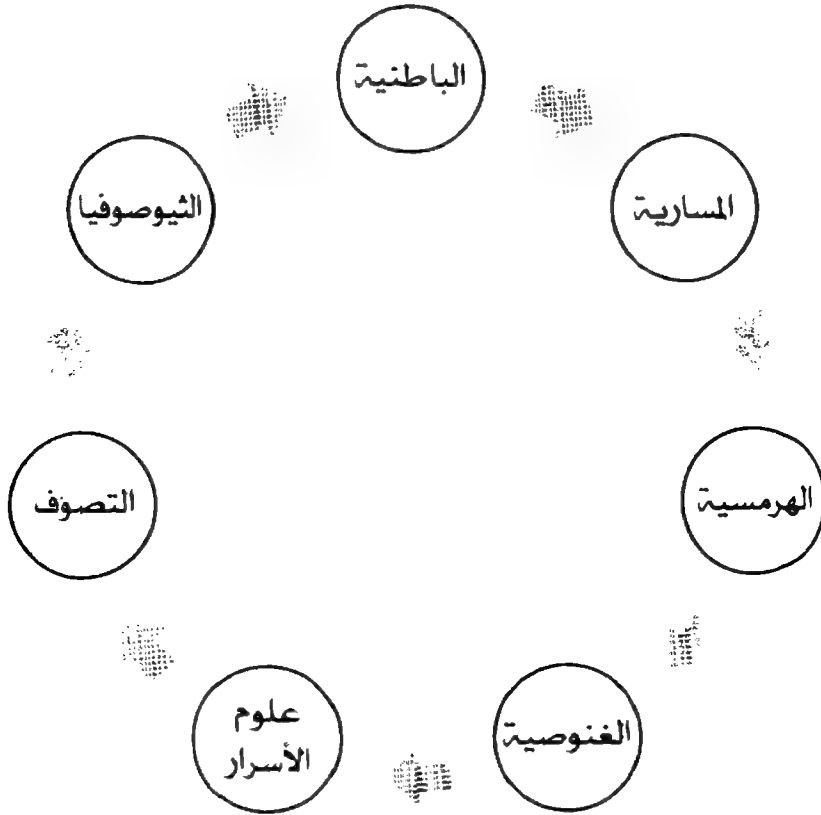 الباطنية
المسارية
الثيوصوفيا
الهرمسية
التصوف
الغنوصية
علوم
الأسرار